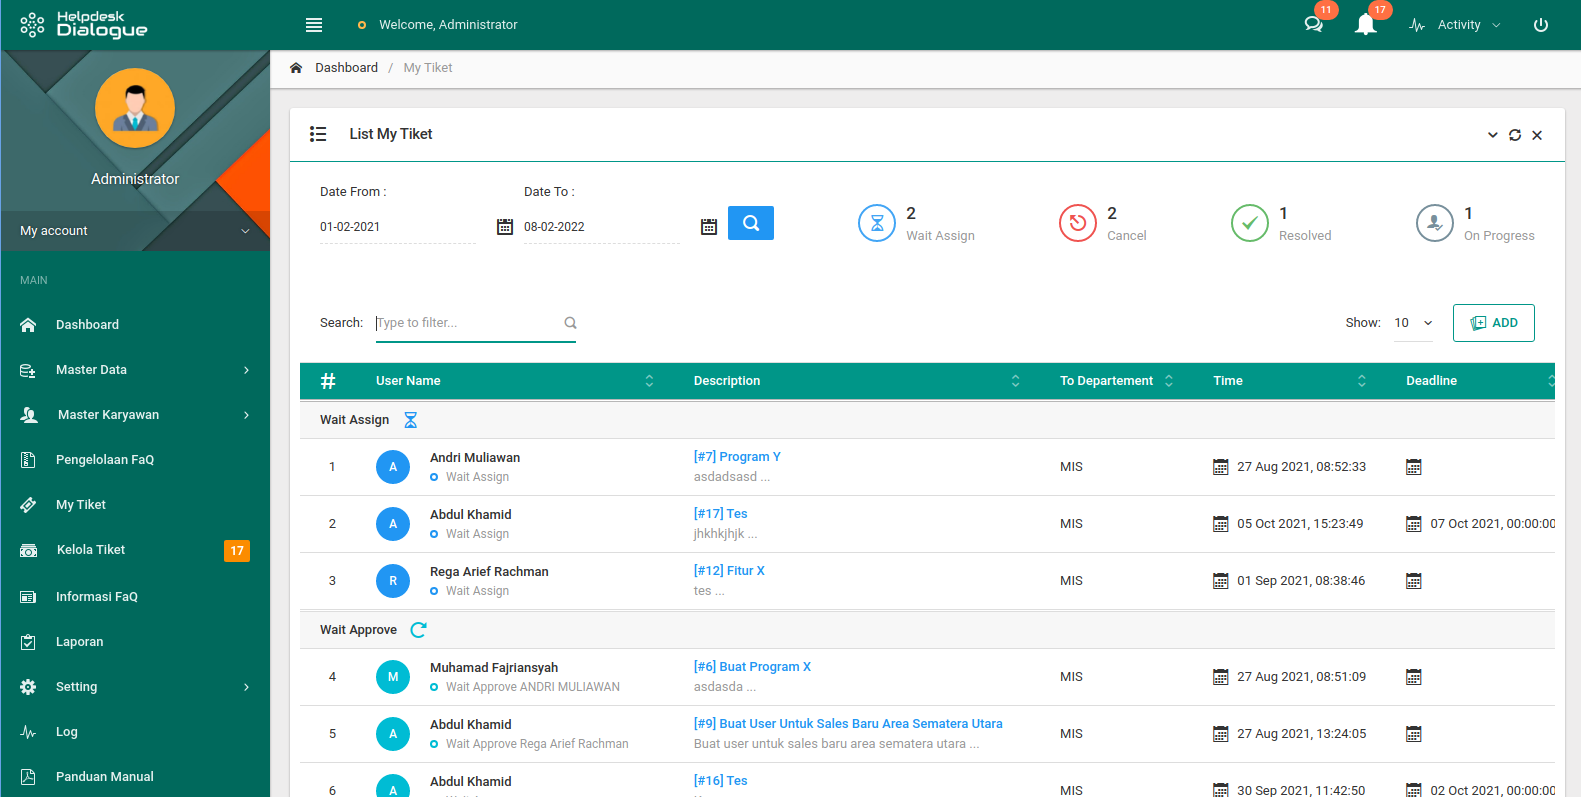 Helpdesk
Dialogue
Welcome, Administrator
11
17
Activity
Dashboard / My Tiket
Administrator
My account
MAIN
Dashboard
Master Data
Master Karyawan
Pengelolaan FaQ
My Tiket
Kelola Tiket 17
Informasi FaQ
Laporan
Setting
Log
Panduan Manual
List My Tiket
Date From :
Date To :
01-02-2021
08-02-2022
2
Wait Assign
2
Cancel
1
Resolved
1
On Progress
Search: Type to filter...
Show: 10
ADD
# User Name Description To Departement Time Deadline
Wait Assign
1 A Andri Muliawan [#7] Program Y MIS 27 Aug 2021, 08:52:33
Wait Assign asdadsasd ...
2 A Abdul Khamid [#17] Tes MIS 05 Oct 2021, 15:23:49 07 Oct 2021, 00:00:00
Wait Assign jhkhkjhjk ...
3 R Rega Arief Rachman [#12] Fitur X MIS 01 Sep 2021, 08:38:46
Wait Assign tes ...
Wait Approve
4 M Muhamad Fajriansyah [#6] Buat Program X MIS 27 Aug 2021, 08:51:09
Wait Approve ANDRI MULIAWAN asdasda ...
5 A Abdul Khamid [#9] Buat User Untuk Sales Baru Area Sematera Utara MIS 27 Aug 2021, 13:24:05
Wait Approve Rega Arief Rachman Buat user untuk sales baru area sematera utara ...
6 A Abdul Khamid [#16] Tes MIS 30 Sep 2021, 11:42:50 02 Oct 2021, 00:00:00